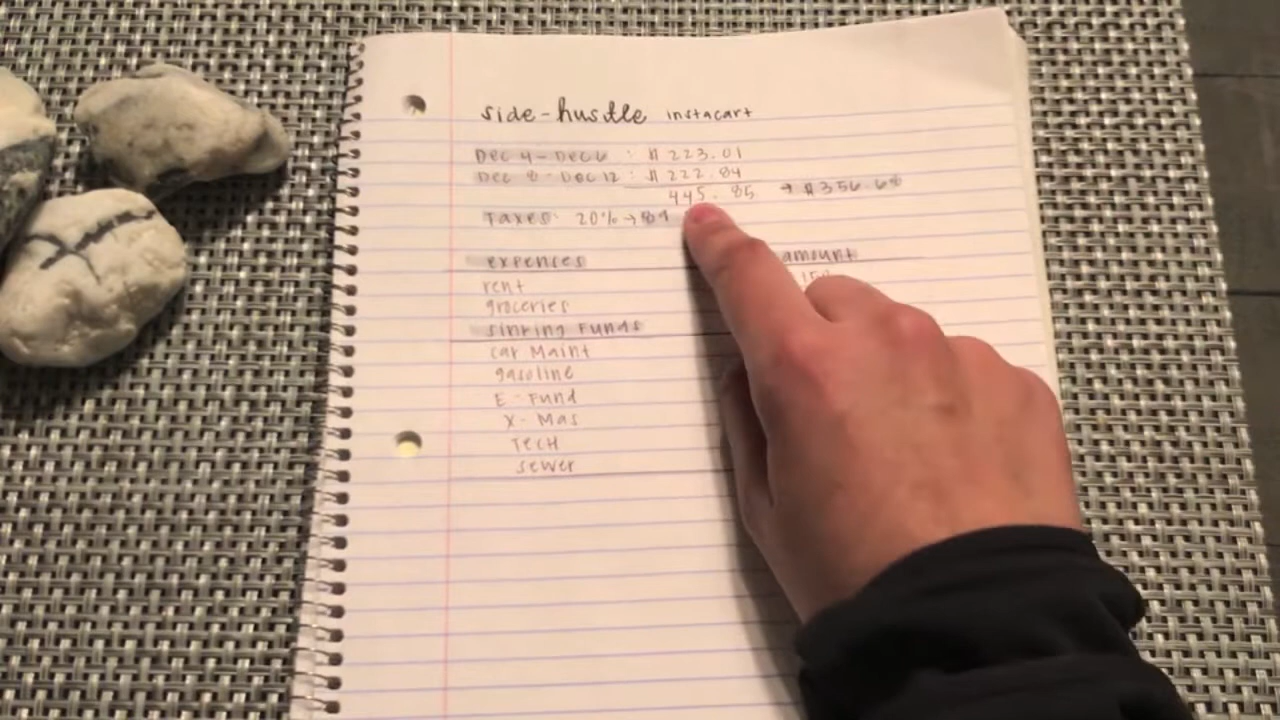 side-hustle instacart
Dec 4-Dec 6 : $ 223.01
Dec 8-Dec 12 : $ 222.84
445.85 → $356.68
Taxes: 20% →
expences amount
rent
groceries
sinking Funds
car Maint
gasoline
E-Fund
X-Mas
Tech
sewer